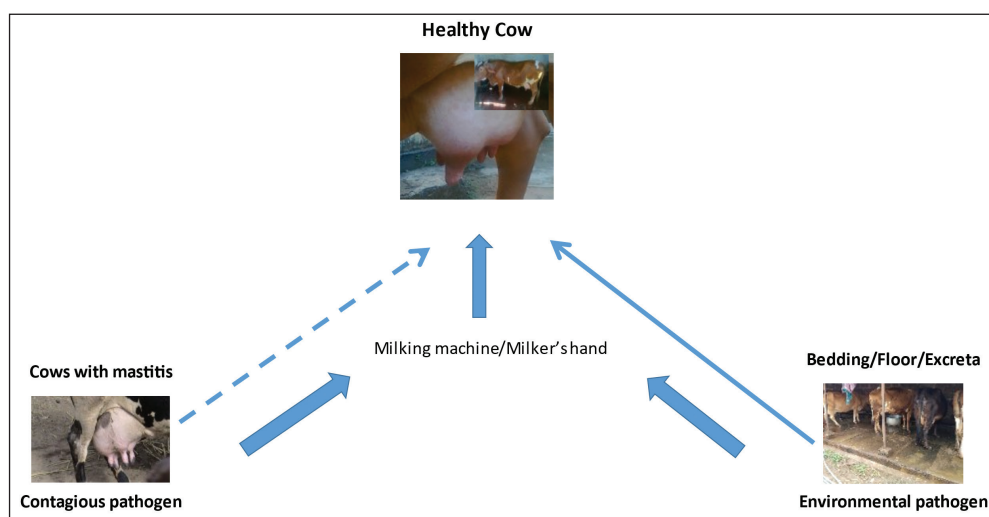 Healthy Cow
Milking machine/Milker's hand
Cows with mastitis
Bedding/Floor/Excreta
Contagious pathogen
Environmental pathogen